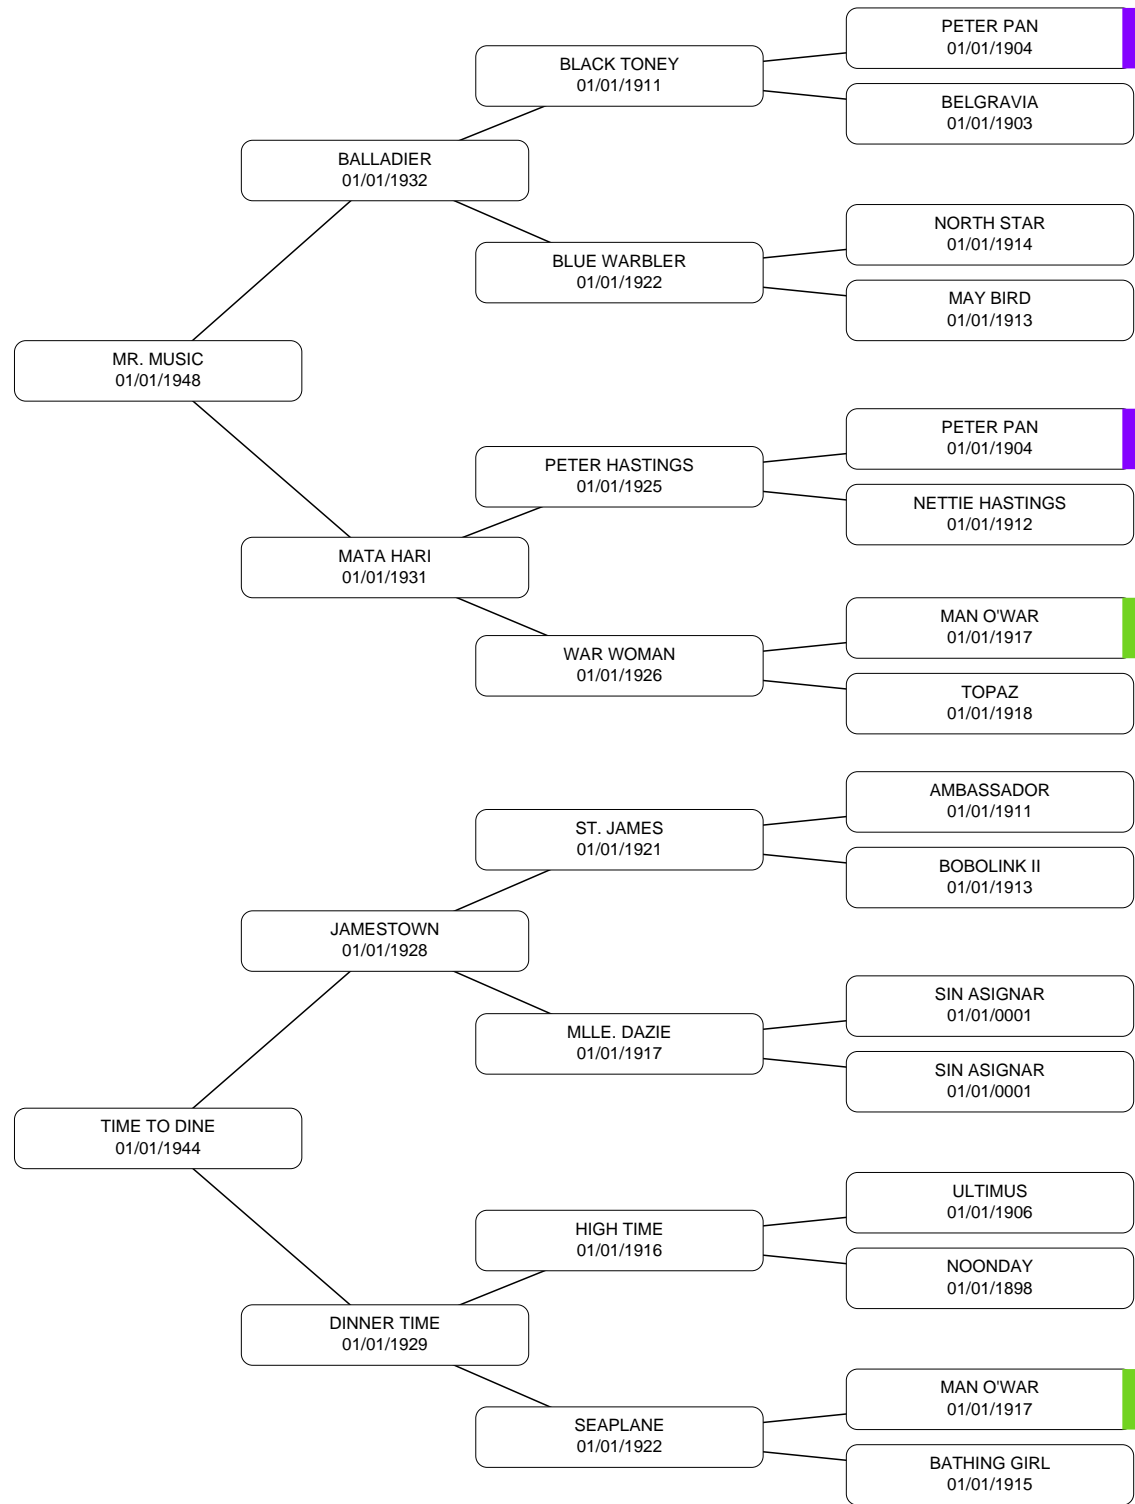 PETER PAN
01/01/1904
BLACK TONEY
01/01/1911
BELGRAVIA
01/01/1903
BALLADIER
01/01/1932
NORTH STAR
01/01/1914
BLUE WARBLER
01/01/1922
MAY BIRD
01/01/1913
MR. MUSIC
01/01/1948
PETER PAN
01/01/1904
PETER HASTINGS
01/01/1925
NETTIE HASTINGS
01/01/1912
MATA HARI
01/01/1931
MAN O'WAR
01/01/1917
WAR WOMAN
01/01/1926
TOPAZ
01/01/1918
AMBASSADOR
01/01/1911
ST. JAMES
01/01/1921
BOBOLINK II
01/01/1913
JAMESTOWN
01/01/1928
SIN ASIGNAR
01/01/0001
MLLE. DAZIE
01/01/1917
SIN ASIGNAR
01/01/0001
TIME TO DINE
01/01/1944
ULTIMUS
01/01/1906
HIGH TIME
01/01/1916
NOONDAY
01/01/1898
DINNER TIME
01/01/1929
MAN O'WAR
01/01/1917
SEAPLANE
01/01/1922
BATHING GIRL
01/01/1915